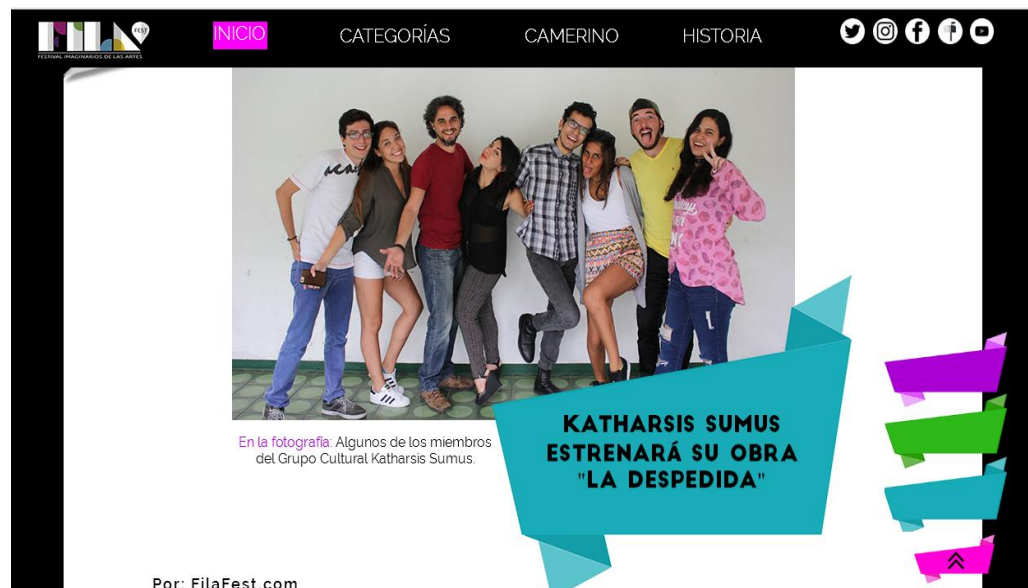 FILA FEST
FESTIVAL IMAGINARIOS DE LAS ARTES
INICIO
CATEGORÍAS
CAMERINO
HISTORIA
En la fotografía: Algunos de los miembros
del Grupo Cultural Katharsis Sumus.
KATHARSIS SUMUS
ESTRENARÁ SU OBRA
"LA DESPEDIDA"
Por: FilaFest.com